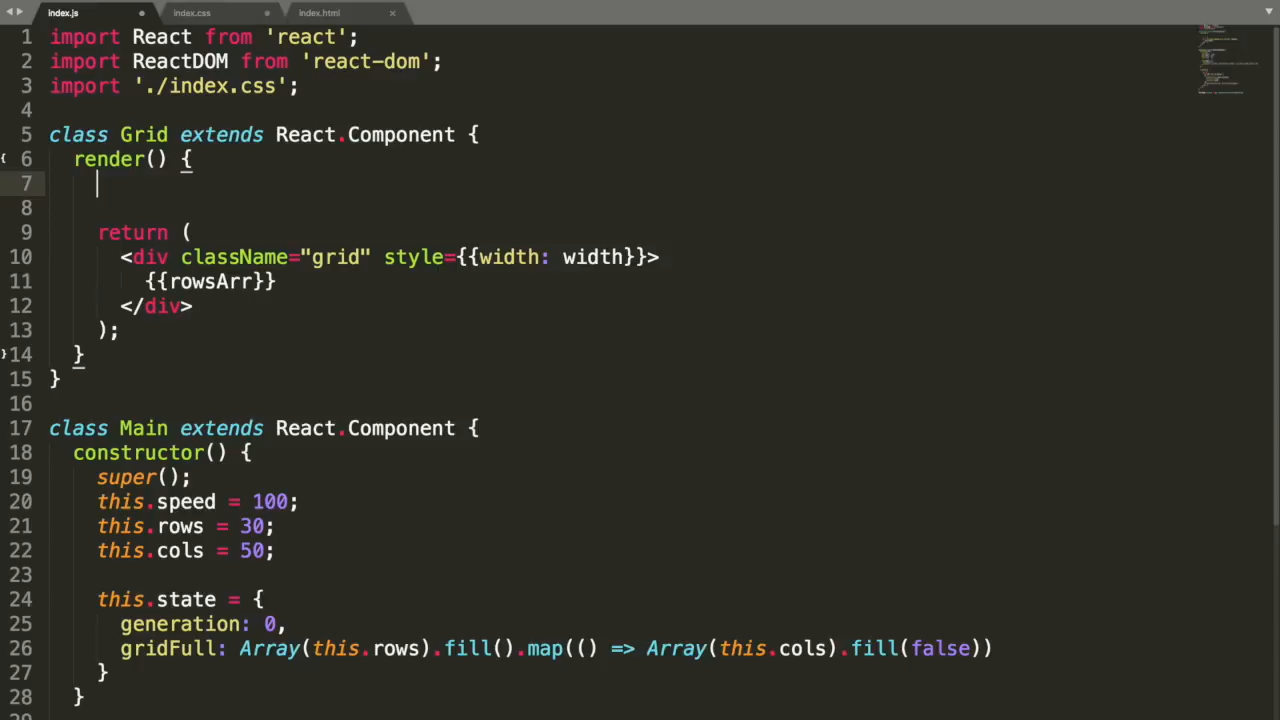 index.js
index.css
index.html
1 import React from 'react';
2 import ReactDOM from 'react-dom';
3 import './index.css';
4
5 class Grid extends React.Component {
6 render() {
7
8
9 return (
10 <div className="grid" style={{width: width}}>
11 {{rowsArr}}
12 </div>
13 );
14 }
15 }
16
17 class Main extends React.Component {
18 constructor() {
19 super();
20 this.speed = 100;
21 this.rows = 30;
22 this.cols = 50;
23
24 this.state = {
25 generation: 0,
26 gridFull: Array(this.rows).fill().map(() => Array(this.cols).fill(false))
27 }
28 }